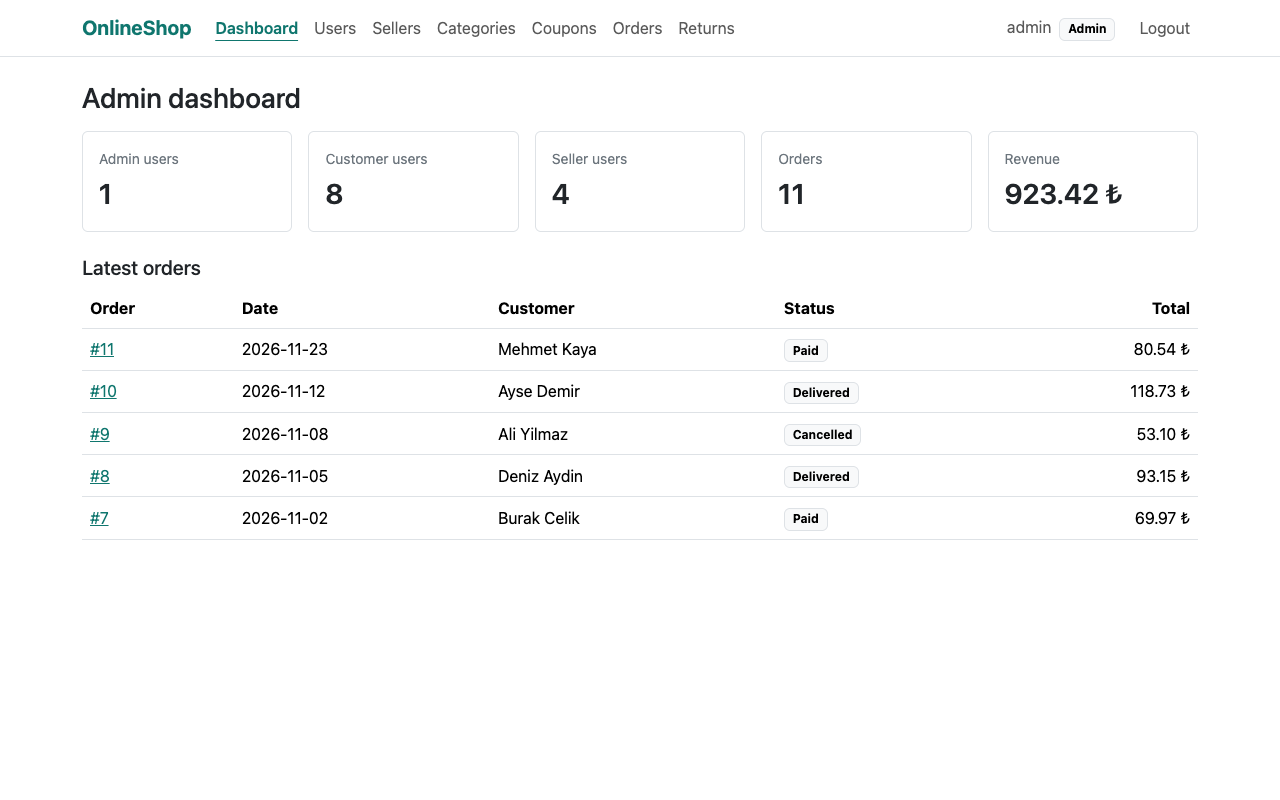 OnlineShop Dashboard Users Sellers Categories Coupons Orders Returns admin Admin Logout
Admin dashboard
Admin users Customer users Seller users Orders Revenue
1 8 4 11 923.42 ₺
Latest orders
Order Date Customer Status Total
#11 2026-11-23 Mehmet Kaya Paid 80.54 ₺
#10 2026-11-12 Ayse Demir Delivered 118.73 ₺
#9 2026-11-08 Ali Yilmaz Cancelled 53.10 ₺
#8 2026-11-05 Deniz Aydin Delivered 93.15 ₺
#7 2026-11-02 Burak Celik Paid 69.97 ₺